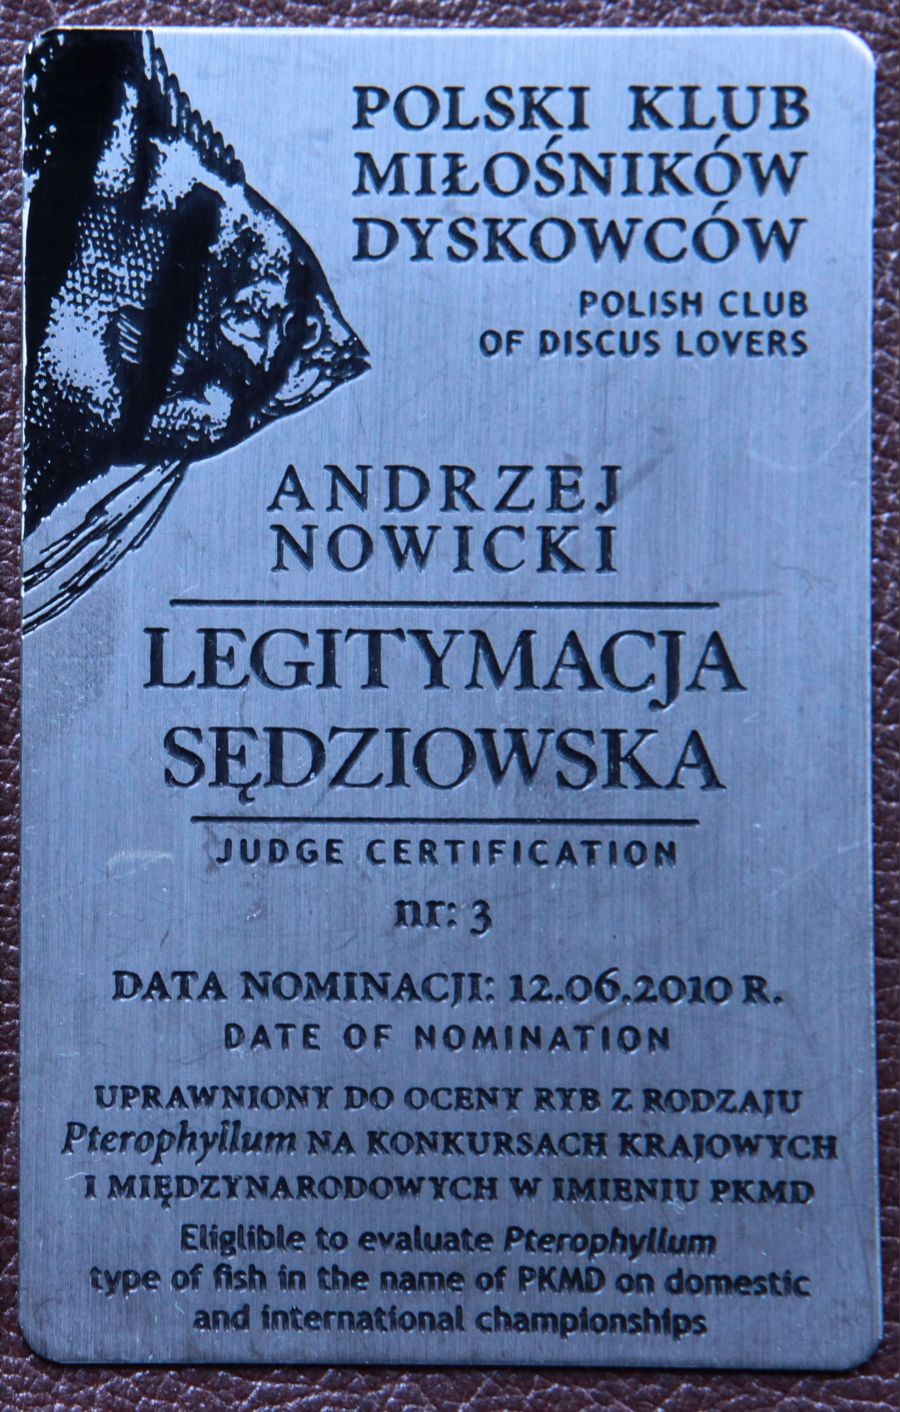 POLSKI KLUB
MIŁOŚNIKÓW
DYSKOWCÓW
POLISH CLUB
OF DISCUS LOVERS
ANDRZEJ
NOWICKI
LEGITYMACJA
SĘDZIOWSKA
JUDGE CERTIFICATION
nr: 3
DATA NOMINACJI: 12.06.2010 R.
DATE OF NOMINATION
UPRAWNIONY DO OCENY RYB Z RODZAJU
Pterophyllum NA KONKURSACH KRAJOWYCH
I MIĘDZYNARODOWYCH W IMIENIU PKMD
Eliglible to evaluate Pterophyllum
type of fish in the name of PKMD on domestic
and international championships